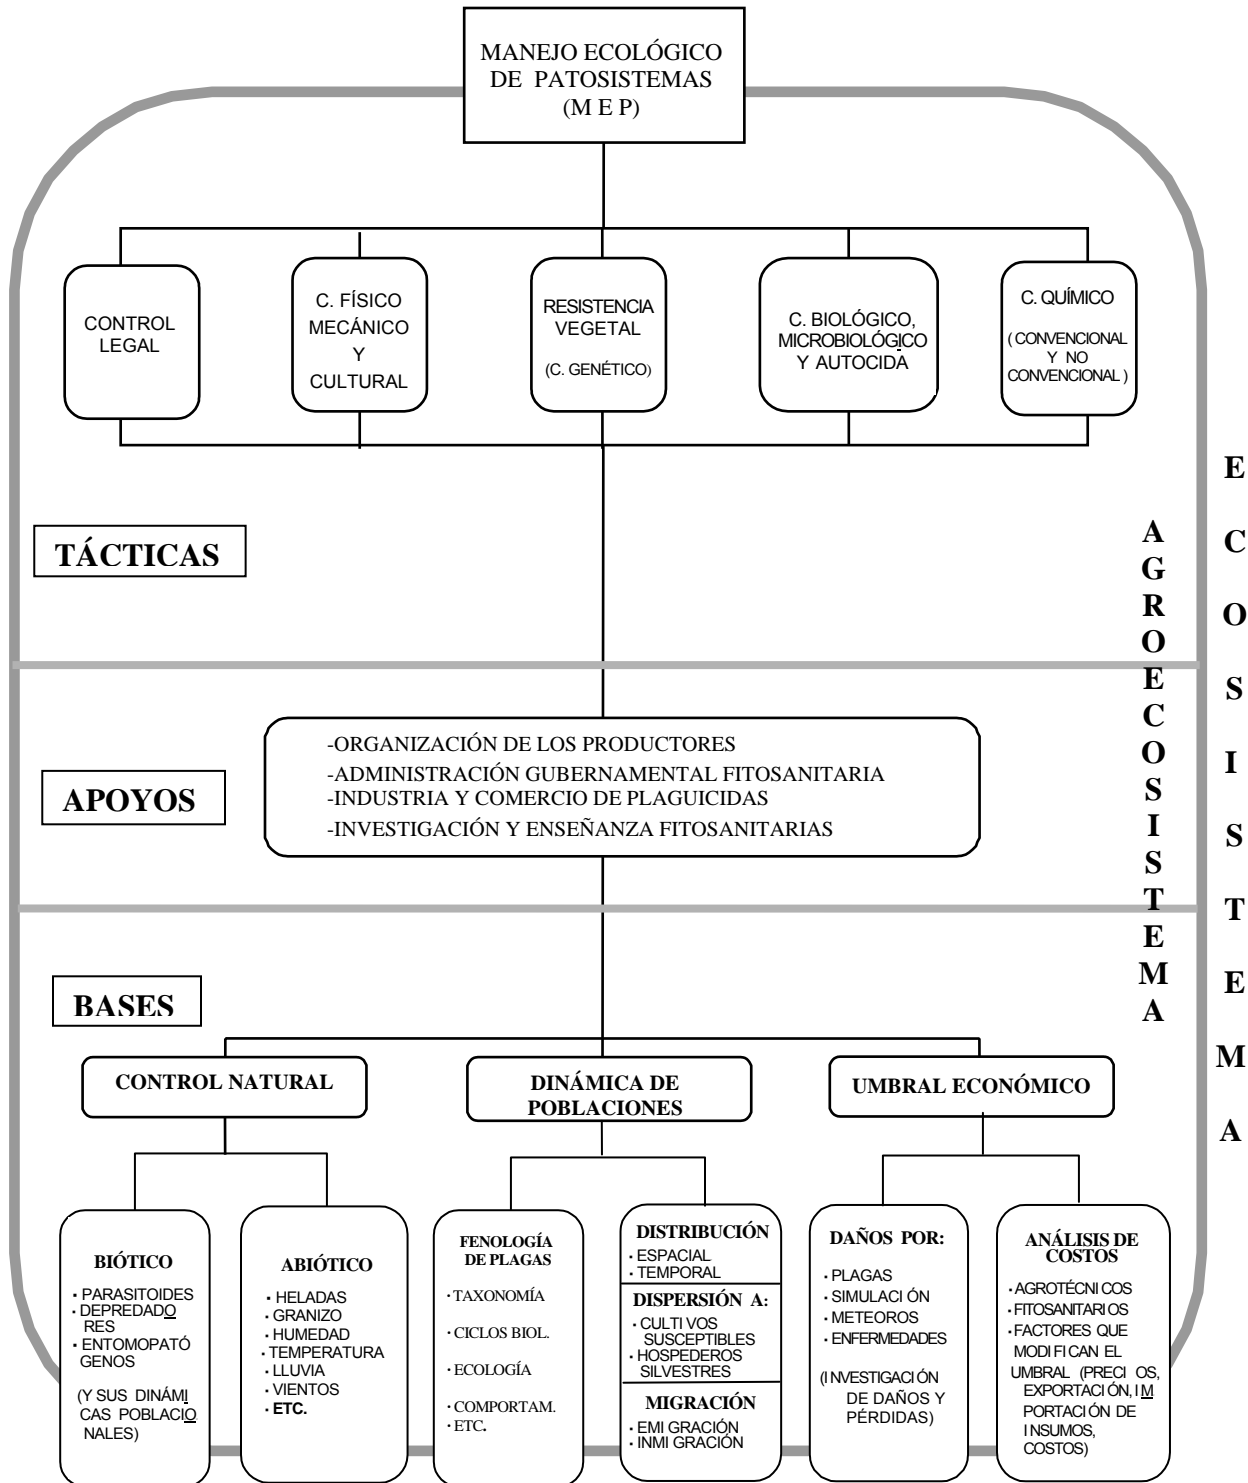 MANEJO ECOLÓGICO
DE PATOSISTEMAS
(M E P)
CONTROL
LEGAL
C. FÍSICO
MECÁNICO
Y
CULTURAL
RESISTENCIA
VEGETAL
(C. GENÉTICO)
C. BIOLÓGICO,
MICROBIOLÓGICO
Y AUTOCIDA
C. QUÍMICO
(CONVENCIONAL
Y NO
CONVENCIONAL)
TÁCTICAS
APOYOS
-ORGANIZACIÓN DE LOS PRODUCTORES
-ADMINISTRACIÓN GUBERNAMENTAL FITOSANITARIA
-INDUSTRIA Y COMERCIO DE PLAGUICIDAS
-INVESTIGACIÓN Y ENSEÑANZA FITOSANITARIAS
AGROECOSISTEMA
ECOSISTEMA
BASES
CONTROL NATURAL
DINÁMICA DE
POBLACIONES
UMBRAL ECONÓMICO
BIÓTICO
· PARASITOIDES
· DEPREDADO
RES
· ENTOMOPATÓ
GENOS
(Y SUS DINÁMI
CAS POBLACIO
NALES)
ABIÓTICO
· HELADAS
· GRANIZO
· HUMEDAD
· TEMPERATURA
· LLUVIA
· VIENTOS
· ETC.
FENOLOGÍA
DE PLAGAS
· TAXONOMÍA
· CICLOS BIOL.
· ECOLOGÍA
· COMPORTAM.
· ETC.
DISTRIBUCIÓN
· ESPACIAL
· TEMPORAL
DISPERSIÓN A:
· CULTIVOS
SUSCEPTIBLES
· HOSPEDEROS
SILVESTRES
MIGRACIÓN
· EMIGRACIÓN
· INMIGRACIÓN
DAÑOS POR:
· PLAGAS
· SIMULACIÓN
· METEOROS
· ENFERMEDADES
(INVESTIGACIÓN
DE DAÑOS Y
PÉRDIDAS)
ANÁLISIS DE
COSTOS
· AGROTÉCNICOS
· FITOSANITARIOS
· FACTORES QUE
MODIFICAN EL
UMBRAL (PRECIOS,
EXPORTACIÓN, IM
PORTACIÓN DE
INSUMOS,
COSTOS)